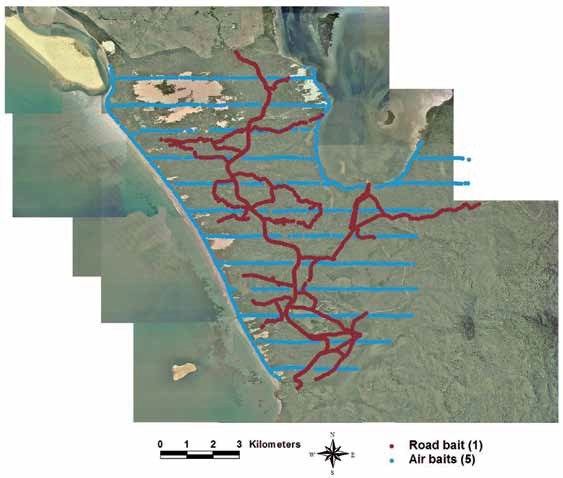 0 1 2 3 Kilometers
N
W E
S
Road bait (1)
Air baits (5)